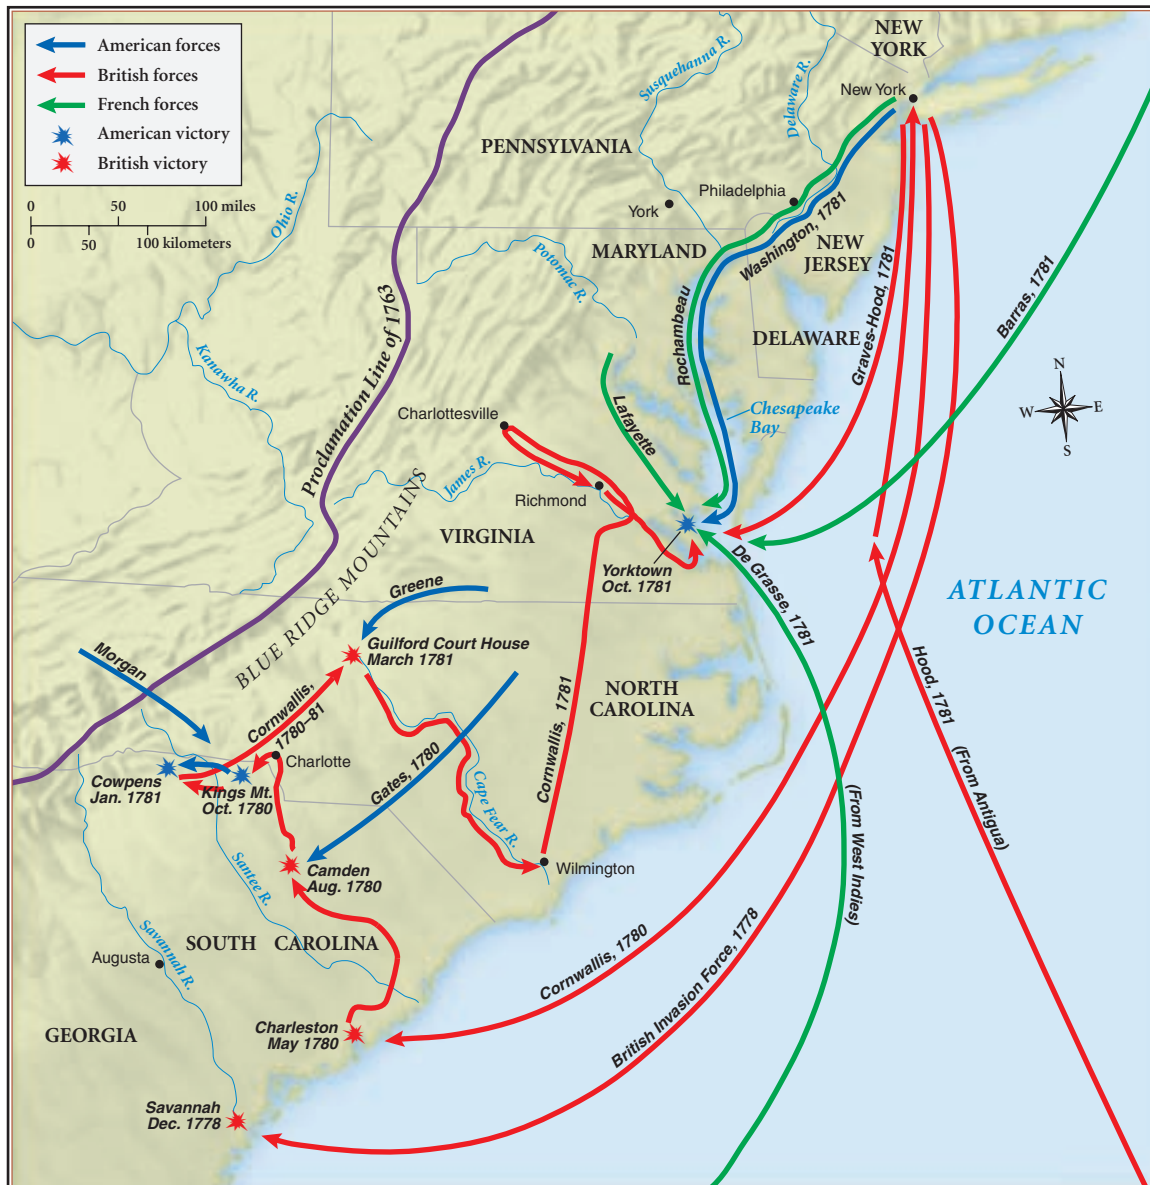 American forces
British forces
French forces
American victory
British victory
0 50 100 miles
0 50 100 kilometers
NEW
YORK
New York
Susquehanna R.
Delaware R.
PENNSYLVANIA
Philadelphia
York
MARYLAND
Washington, 1781
NEW
JERSEY
Ohio R.
Potomac R.
Proclamation Line of 1763
Rochambeau
DELAWARE
Graves-Hood, 1781
Barras, 1781
Kanawha R.
Lafayette
Chesapeake
Bay
N
W E
S
Charlottesville
James R.
Richmond
VIRGINIA
BLUE RIDGE MOUNTAINS
Yorktown
Oct. 1781
De Grasse, 1781
(From West Indies)
ATLANTIC
OCEAN
Greene
Guilford Court House
March 1781
Morgan
Cornwallis,
1780–81
NORTH
CAROLINA
Hood, 1781
(From Antigua)
Cornwallis, 1781
Charlotte
Gates, 1780
Cowpens
Jan. 1781
Kings Mt.
Oct. 1780
Cape Fear R.
Wilmington
Camden
Aug. 1780
Santee R.
SOUTH CAROLINA
Savannah R.
Augusta
Cornwallis, 1780
British Invasion Force, 1778
GEORGIA
Charleston
May 1780
Savannah
Dec. 1778